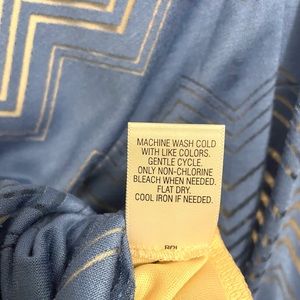 MACHINE WASH COLD
WITH LIKE COLORS.
GENTLE CYCLE.
ONLY NON-CHLORINE
BLEACH WHEN NEEDED.
FLAT DRY.
COOL IRON IF NEEDED.